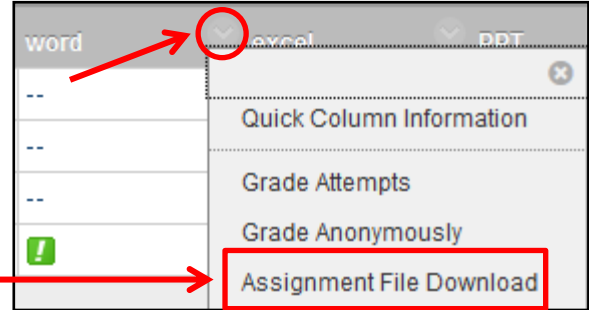 word excel PPT
--
Quick Column Information
--
Grade Attempts
--
Grade Anonymously
!
Assignment File Download